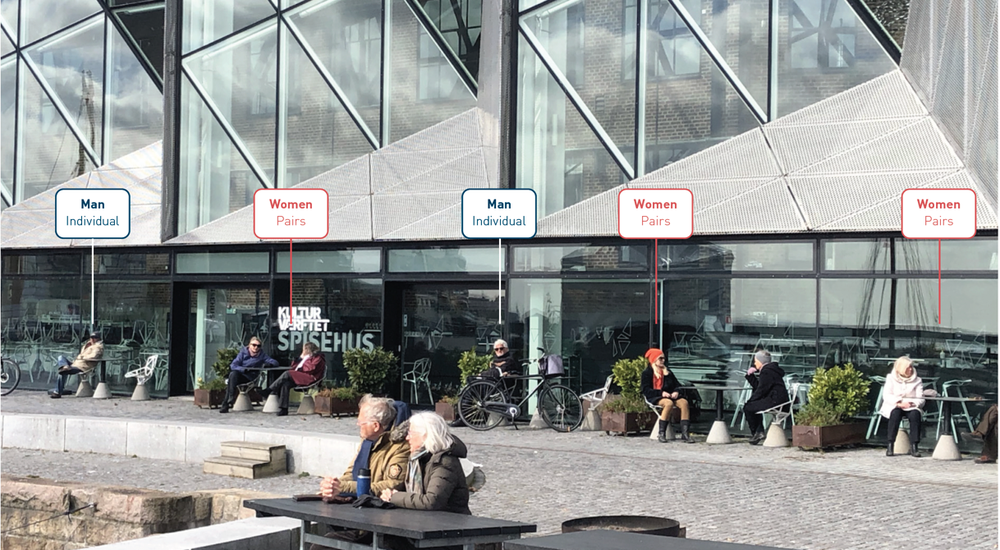 Man
Individual
Women
Pairs
Man
Individual
Women
Pairs
Women
Pairs
KULTUR
VÆRFTET
SPISEHUS